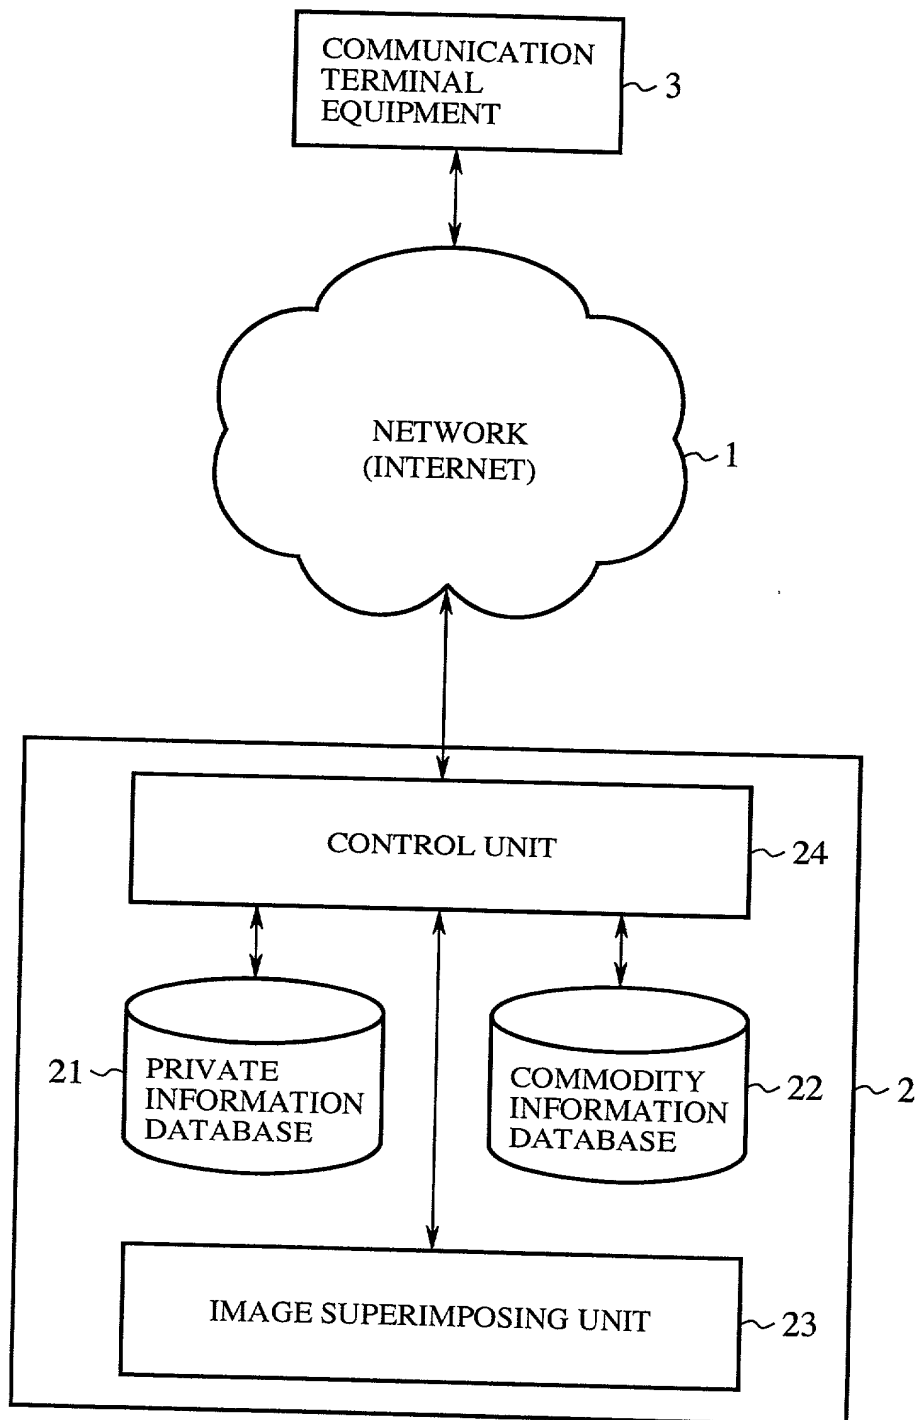 COMMUNICATION
TERMINAL
EQUIPMENT
3
NETWORK
(INTERNET)
1
CONTROL UNIT
24
21
PRIVATE
INFORMATION
DATABASE
COMMODITY
INFORMATION
DATABASE
22
2
IMAGE SUPERIMPOSING UNIT
23